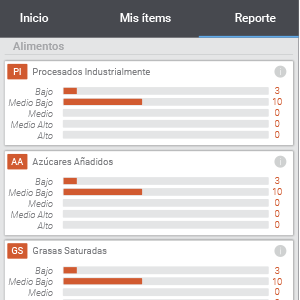 Inicio Mis ítems Reporte
Alimentos
PI Procesados Industrialmente i
Bajo 3
Medio Bajo 10
Medio 0
Medio Alto 0
Alto 0
AA Azúcares Añadidos i
Bajo 3
Medio Bajo 10
Medio 0
Medio Alto 0
Alto 0
GS Grasas Saturadas i
Bajo 3
Medio Bajo 10
Medio 0